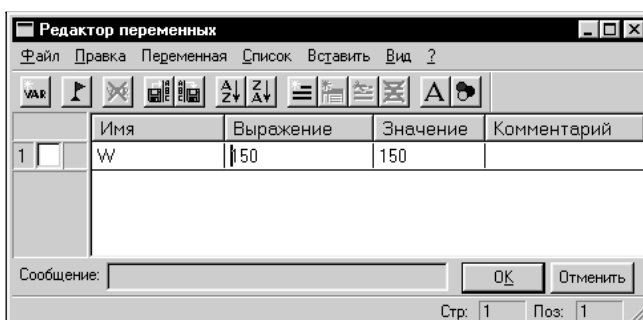 Редактор переменных
Файл Правка Переменная Список Вставить Вид ?
VAR A Z Z A A
Имя Выражение Значение Комментарий
1 W 150 150
Сообщение: OK Отменить
Стр: 1 Поз: 1